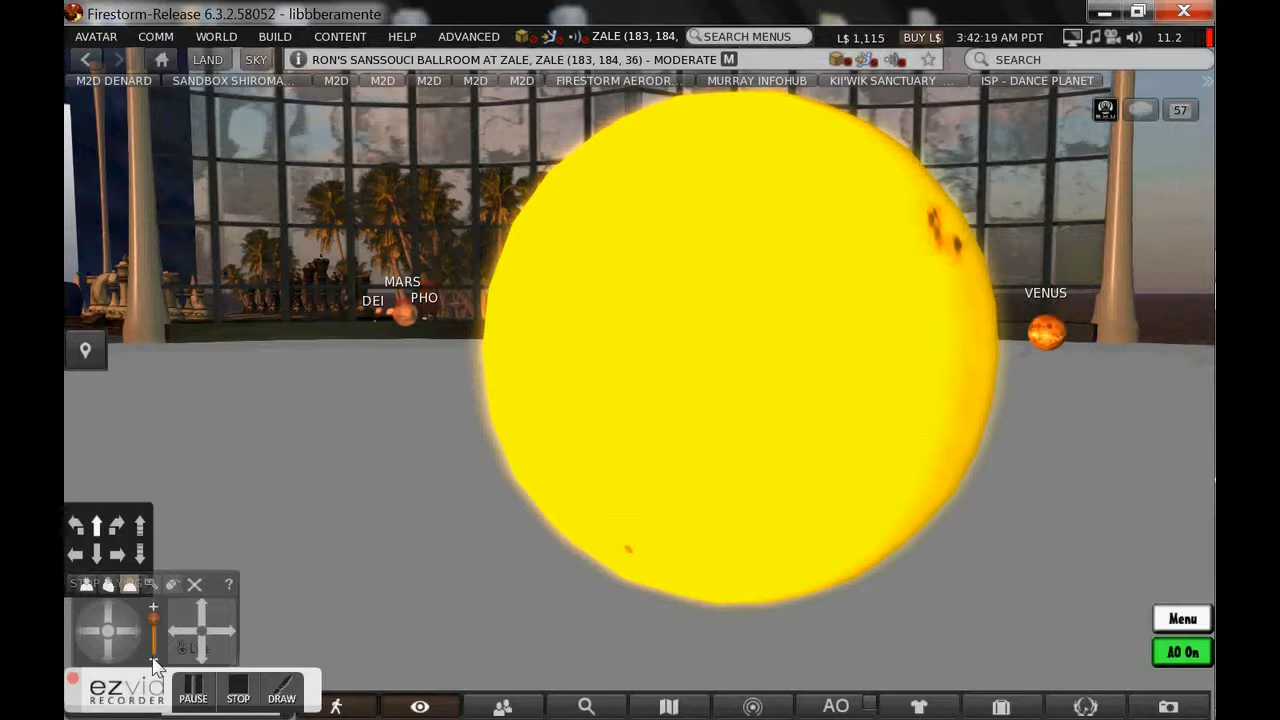 Firestorm-Release 6.3.2.58052 - libbberamente
AVATAR COMM WORLD BUILD CONTENT HELP ADVANCED ZALE (183, 184, SEARCH MENUS L$ 1,115 BUY L$ 3:42:19 AM PDT 11.2
LAND SKY RON'S SANSSOUCI BALLROOM AT ZALE, ZALE (183, 184, 36) - MODERATE M SEARCH
M2D DENARD SANDBOX SHIROMA... M2D M2D M2D M2D M2D FIRESTORM AERODR... MURRAY INFOHUB KII'WIK SANCTUARY ... ISP - DANCE PLANET
57
MARS
DEI PHO
VENUS
?
Menu
AO On
ezvid
RECORDER
PAUSE STOP DRAW
AO